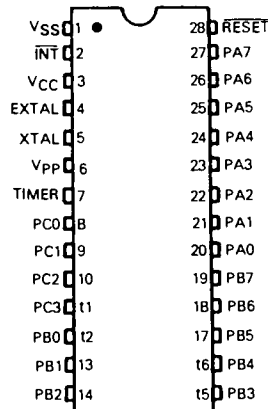 VSS 1 28 RESET
INT 2 27 PA7
VCC 3 26 PA6
EXTAL 4 25 PA5
XTAL 5 24 PA4
VPP 6 23 PA3
TIMER 7 22 PA2
PC0 8 21 PA1
PC1 9 20 PA0
PC2 10 19 PB7
PC3 t1 1B PB6
PB0 t2 17 PB5
PB1 13 t6 PB4
PB2 14 t5 PB3